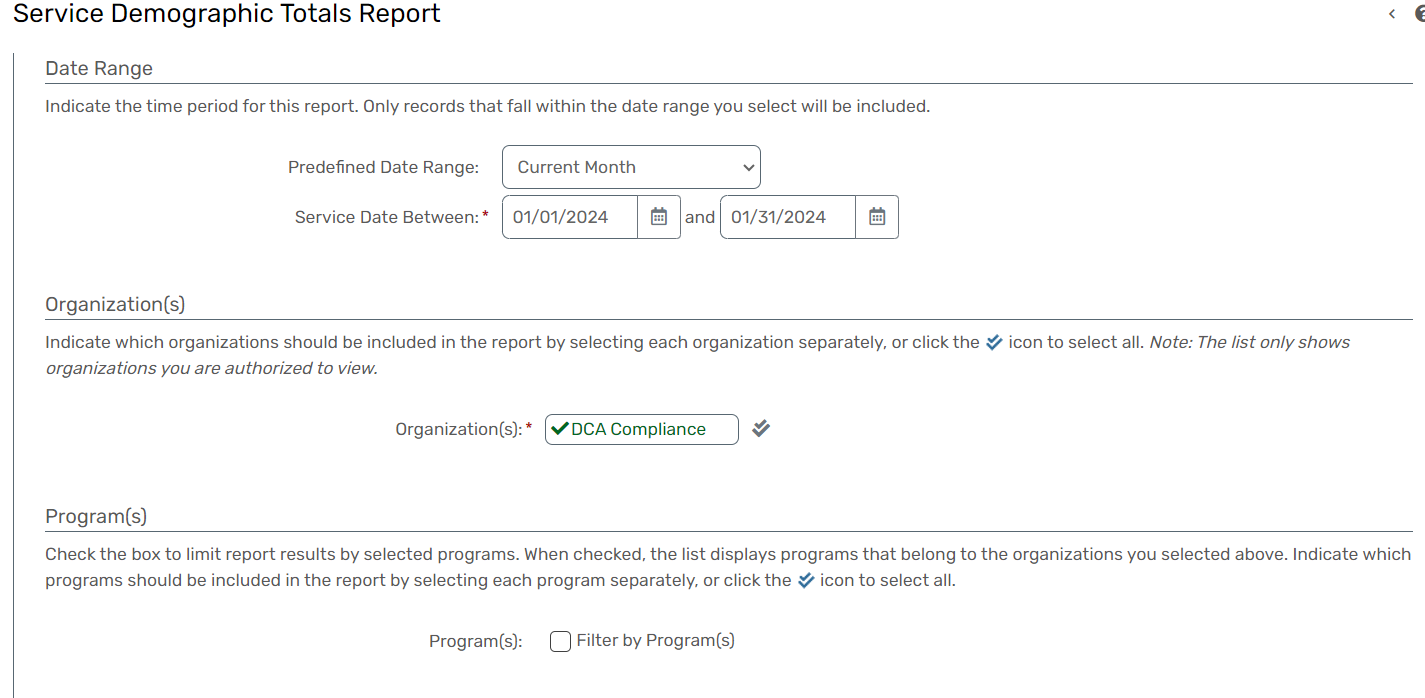 Service Demographic Totals Report
Date Range
Indicate the time period for this report. Only records that fall within the date range you select will be included.
Predefined Date Range: Current Month
Service Date Between:* 01/01/2024 and 01/31/2024
Organization(s)
Indicate which organizations should be included in the report by selecting each organization separately, or click the icon to select all. Note: The list only shows
organizations you are authorized to view.
Organization(s):* DCA Compliance
Program(s)
Check the box to limit report results by selected programs. When checked, the list displays programs that belong to the organizations you selected above. Indicate which
programs should be included in the report by selecting each program separately, or click the icon to select all.
Program(s): Filter by Program(s)